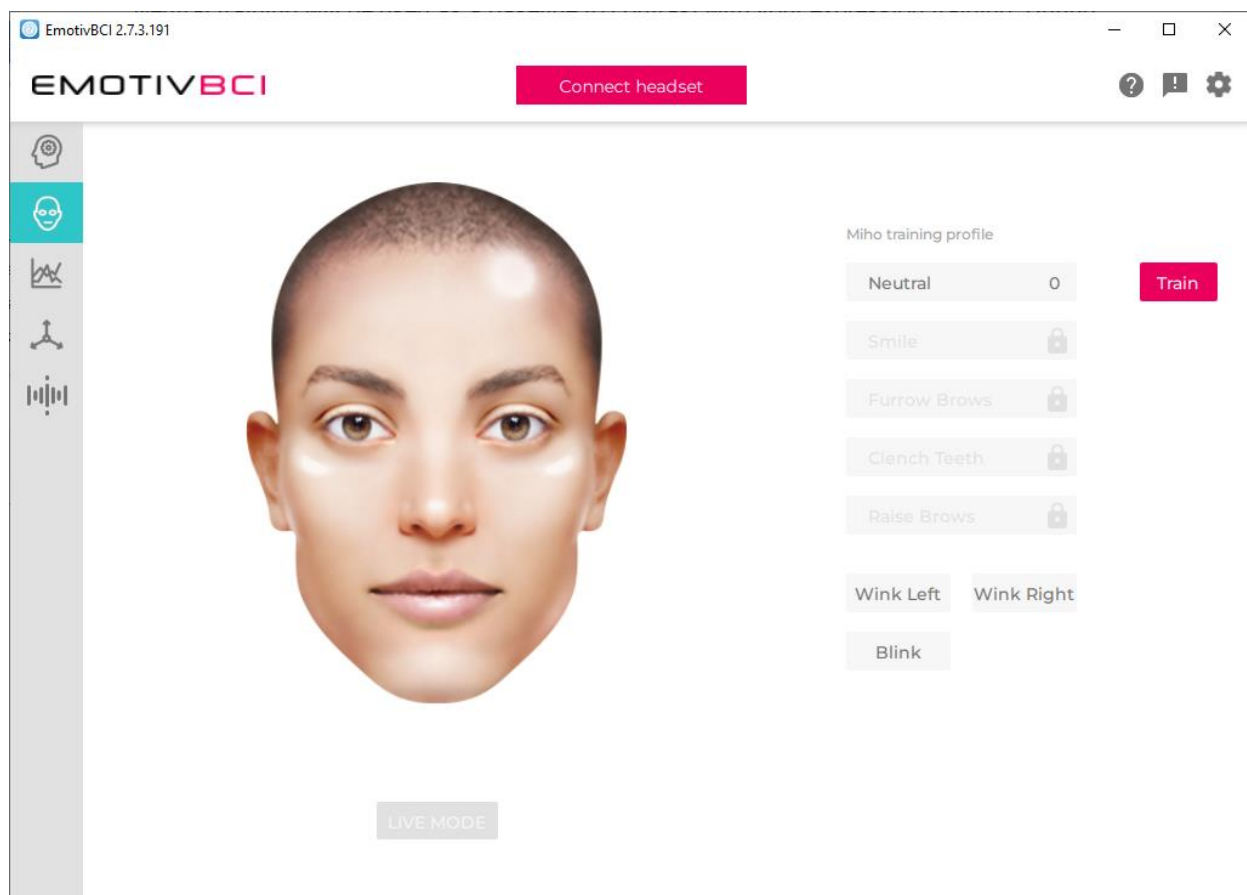 EmotivBCI 2.7.3.191
EMOTIVBCI
Connect headset
Miho training profile
Neutral 0
Train
Smile
Furrow Brows
Clench Teeth
Raise Brows
Wink Left Wink Right
Blink
LIVE MODE